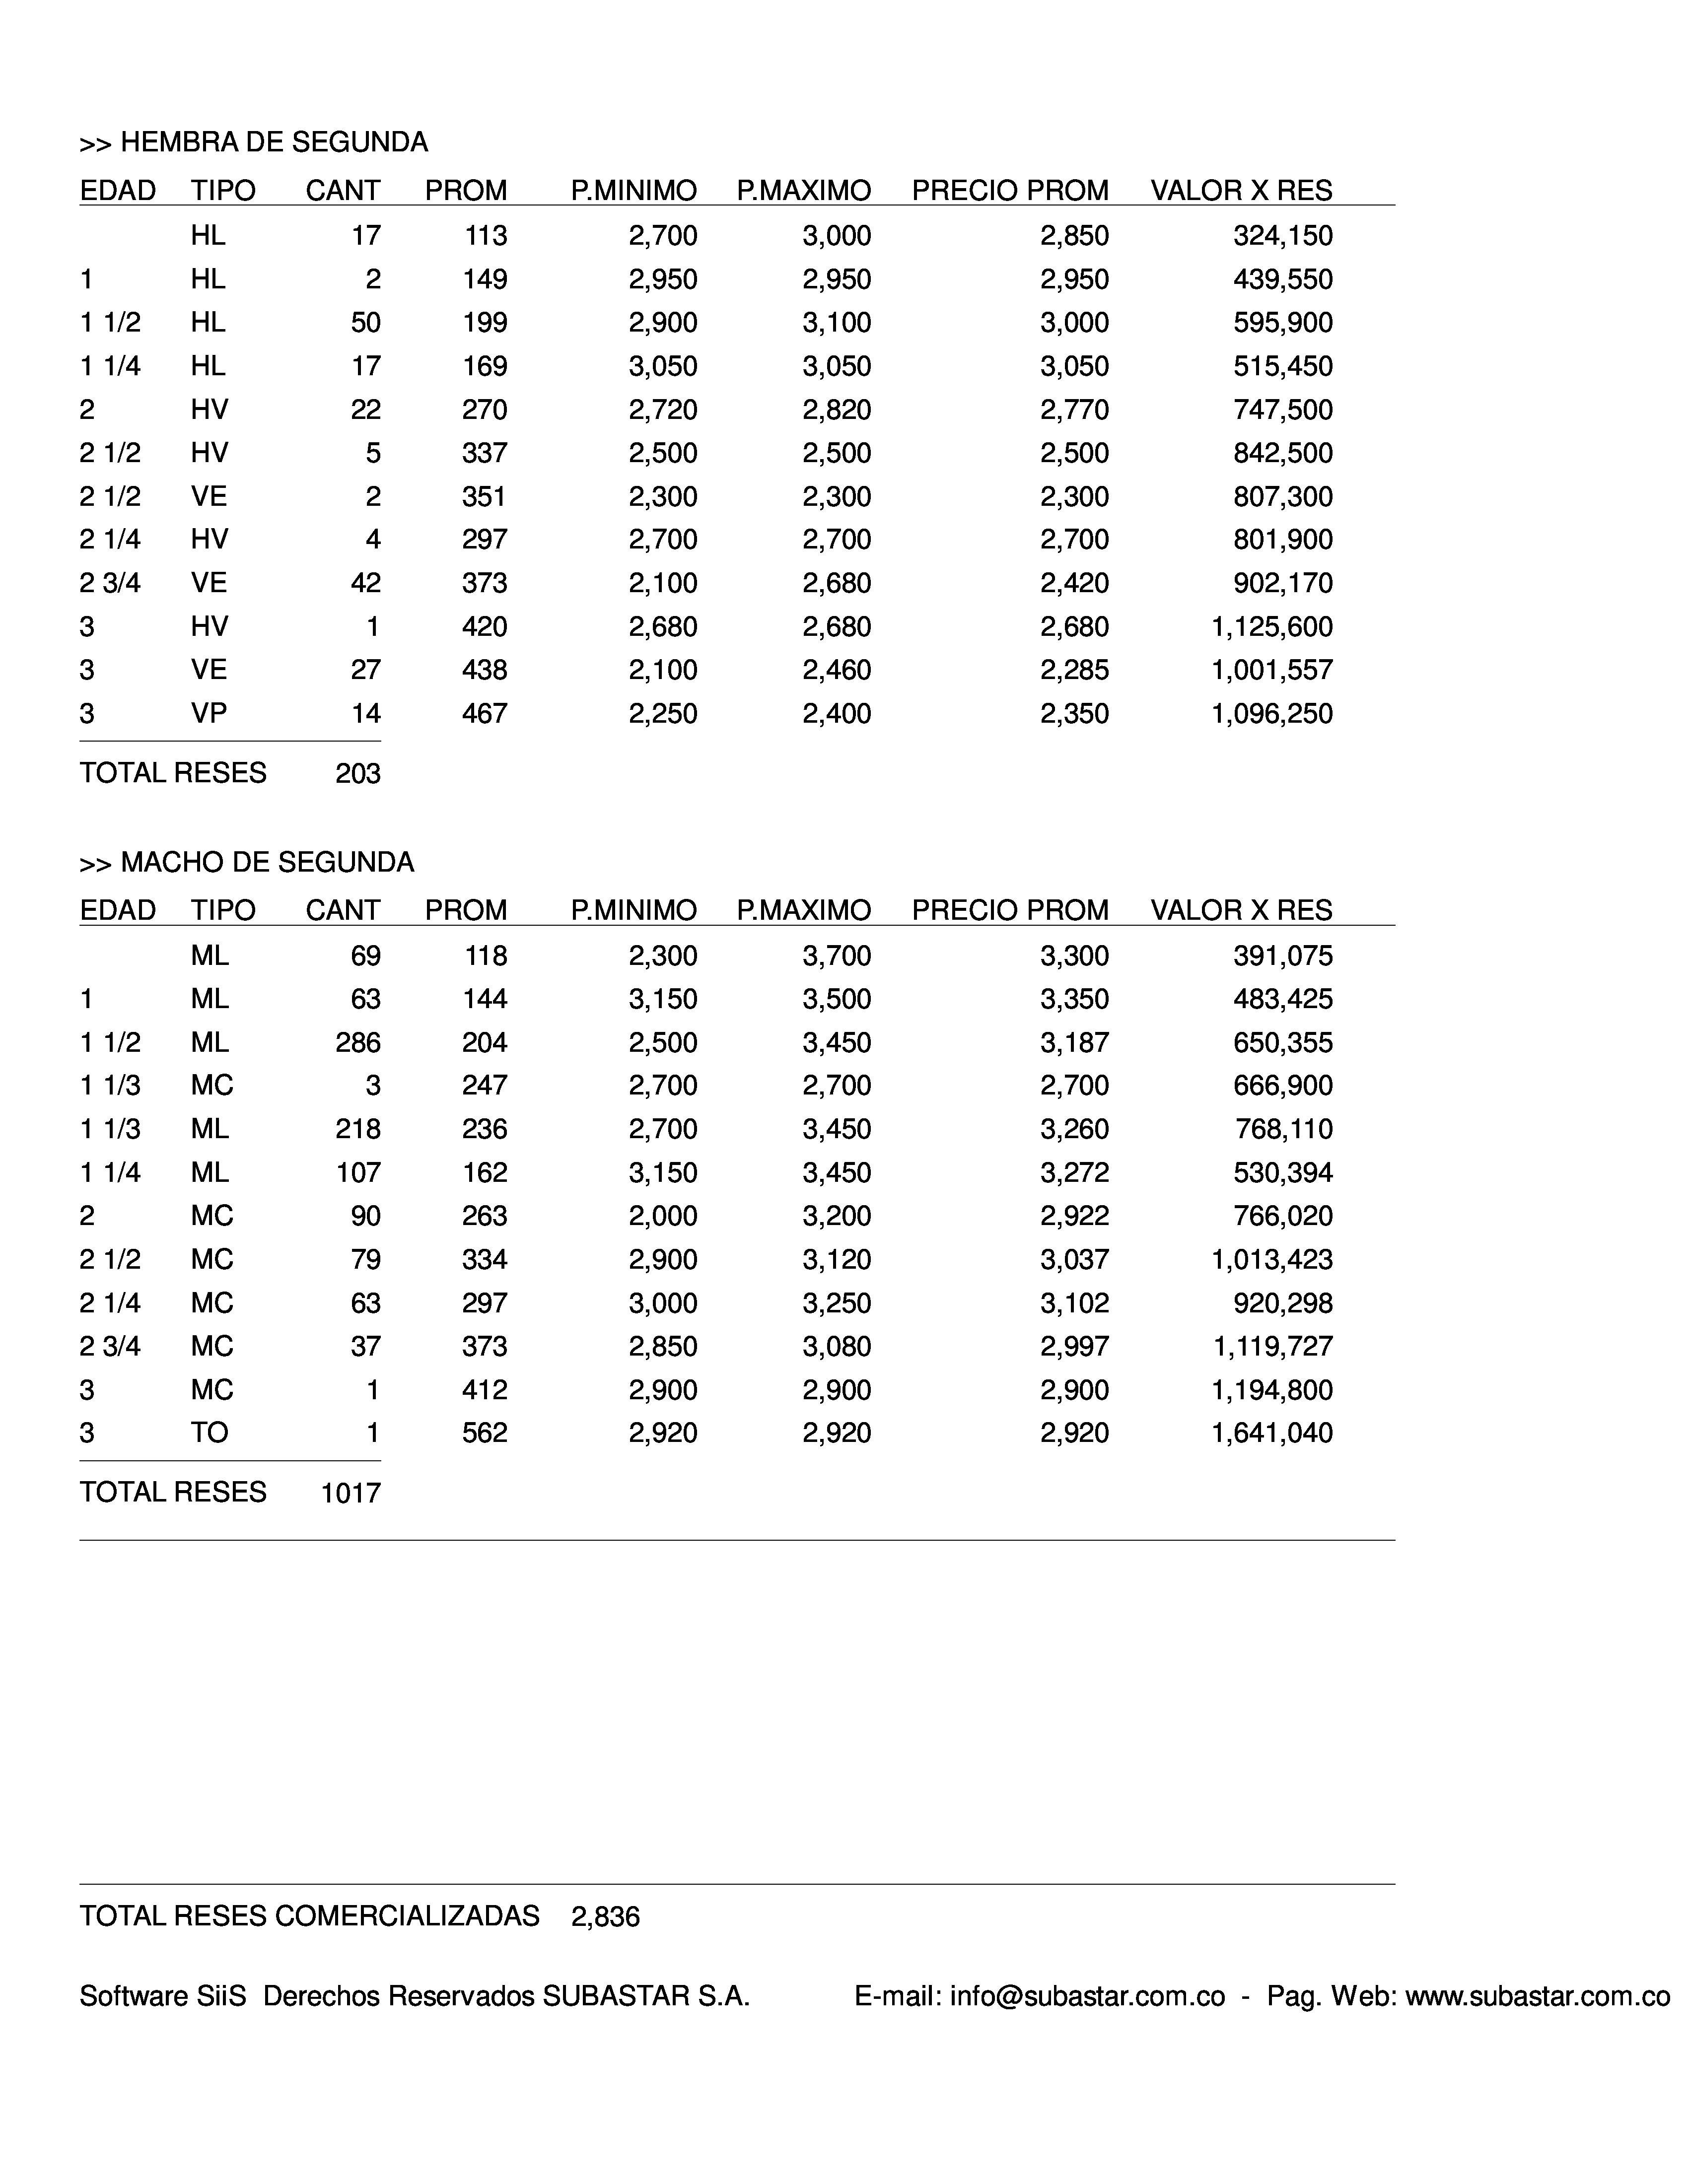 >> HEMBRA DE SEGUNDA
EDAD TIPO CANT PROM P.MINIMO P.MAXIMO PRECIO PROM VALOR X RES
HL 17 113 2,700 3,000 2,850 324,150
1 HL 2 149 2,950 2,950 2,950 439,550
1 1/2 HL 50 199 2,900 3,100 3,000 595,900
1 1/4 HL 17 169 3,050 3,050 3,050 515,450
2 HV 22 270 2,720 2,820 2,770 747,500
2 1/2 HV 5 337 2,500 2,500 2,500 842,500
2 1/2 VE 2 351 2,300 2,300 2,300 807,300
2 1/4 HV 4 297 2,700 2,700 2,700 801,900
2 3/4 VE 42 373 2,100 2,680 2,420 902,170
3 HV 1 420 2,680 2,680 2,680 1,125,600
3 VE 27 438 2,100 2,460 2,285 1,001,557
3 VP 14 467 2,250 2,400 2,350 1,096,250
TOTAL RESES 203
>> MACHO DE SEGUNDA
EDAD TIPO CANT PROM P.MINIMO P.MAXIMO PRECIO PROM VALOR X RES
ML 69 118 2,300 3,700 3,300 391,075
1 ML 63 144 3,150 3,500 3,350 483,425
1 1/2 ML 286 204 2,500 3,450 3,187 650,355
1 1/3 MC 3 247 2,700 2,700 2,700 666,900
1 1/3 ML 218 236 2,700 3,450 3,260 768,110
1 1/4 ML 107 162 3,150 3,450 3,272 530,394
2 MC 90 263 2,000 3,200 2,922 766,020
2 1/2 MC 79 334 2,900 3,120 3,037 1,013,423
2 1/4 MC 63 297 3,000 3,250 3,102 920,298
2 3/4 MC 37 373 2,850 3,080 2,997 1,119,727
3 MC 1 412 2,900 2,900 2,900 1,194,800
3 TO 1 562 2,920 2,920 2,920 1,641,040
TOTAL RESES 1017
TOTAL RESES COMERCIALIZADAS 2,836
Software SiiS Derechos Reservados SUBASTAR S.A. E-mail: info@subastar.com.co - Pag. Web: www.subastar.com.co